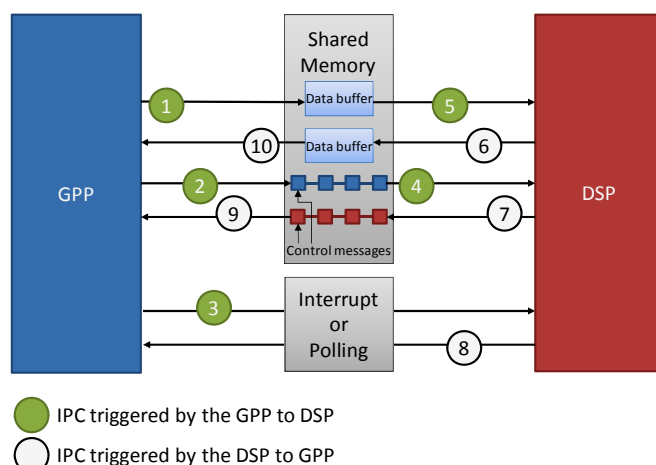 Shared
Memory
1
Data buffer
5
10
Data buffer
6
GPP
2
4
DSP
9
7
Control messages
3
Interrupt
or
Polling
8
IPC triggered by the GPP to DSP
IPC triggered by the DSP to GPP